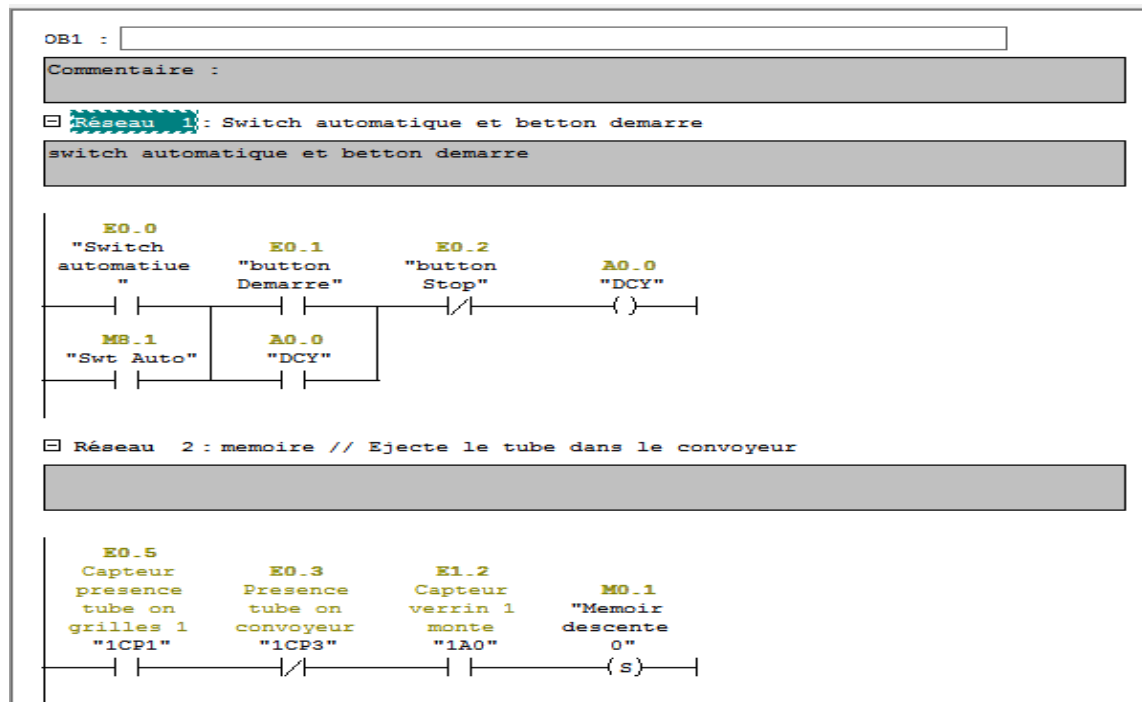 OB1 :
Commentaire :
Réseau 1 : Switch automatique et betton demarre
switch automatique et betton demarre
E0.0
"Switch E0.1 E0.2
automatiue "button "button A0.0
" Demarre" Stop" "DCY"
M8.1 A0.0
"Swt Auto" "DCY"
Réseau 2 : memoire // Ejecte le tube dans le convoyeur
E0.5
Capteur E0.3 E1.2
presence Presence Capteur M0.1
tube on tube on verrin 1 "Memoir
grilles 1 convoyeur monte descente
"1CP1" "1CP3" "1A0" 0"
S